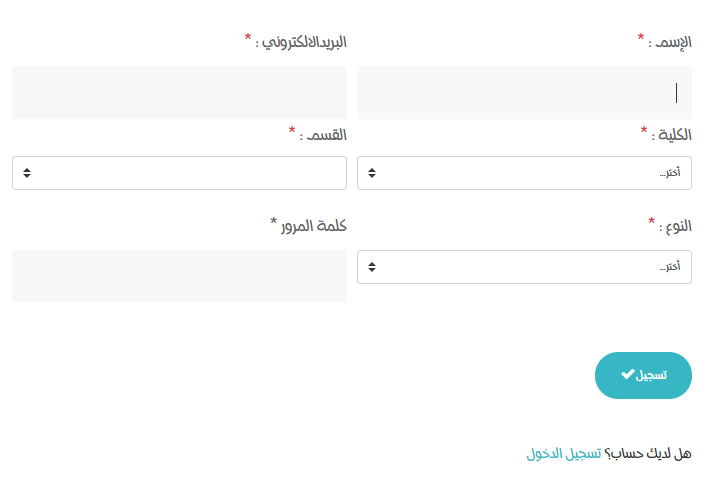 الإسم : *
البريدالالكتروني : *
الكلية : *
القسم : *
أختر...
النوع : *
كلمة المرور *
أختر...
تسجيل
هل لديك حساب؟ تسجيل الدخول